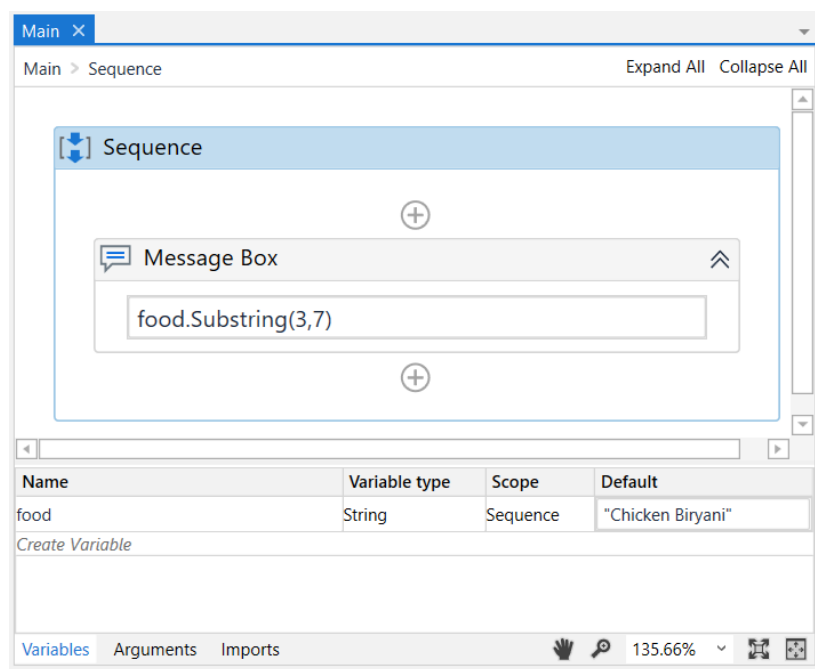 Main
Main > Sequence Expand All Collapse All
Sequence
Message Box
food.Substring(3,7)
Name Variable type Scope Default
food String Sequence "Chicken Biryani"
Create Variable
Variables Arguments Imports 135.66%